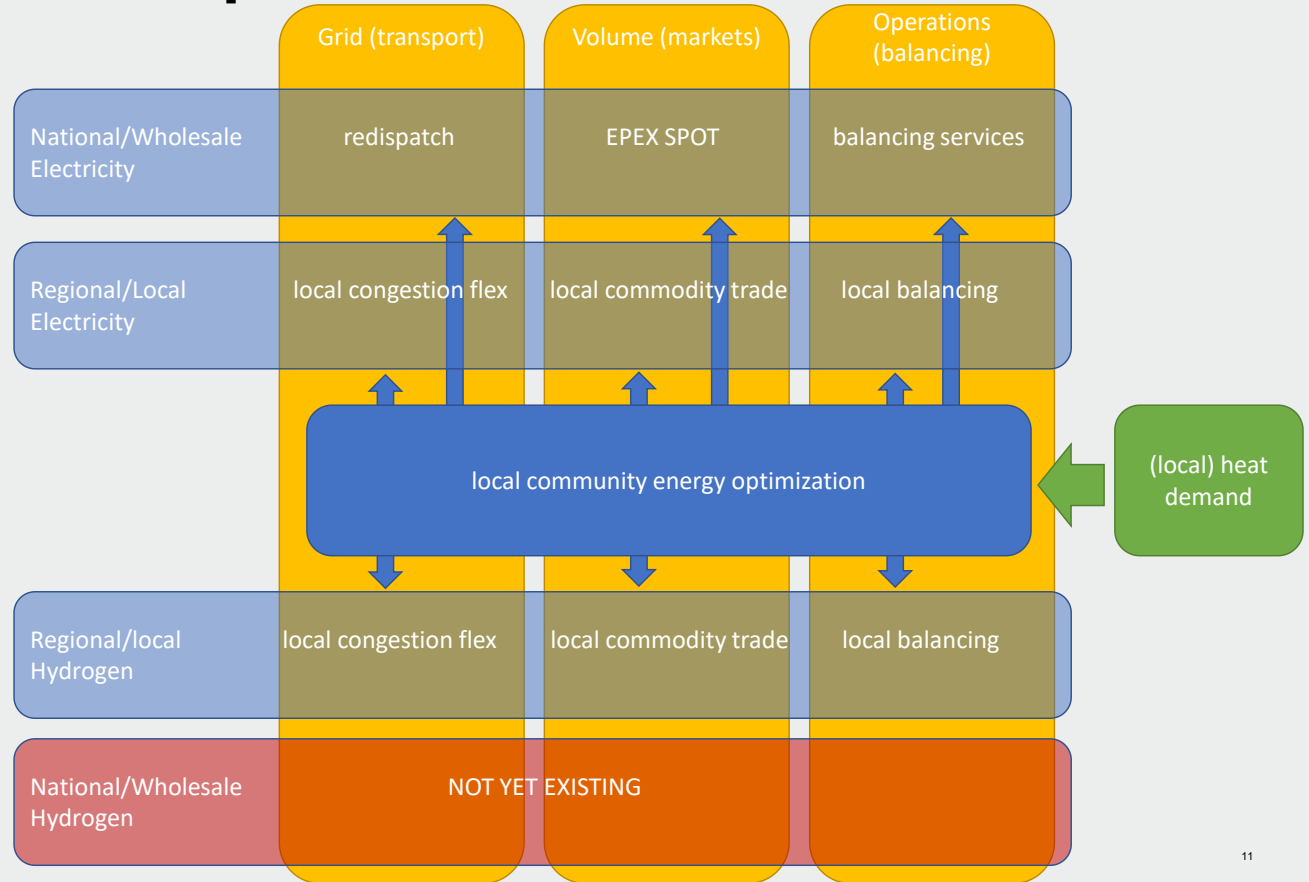 Grid (transport)
Volume (markets)
Operations
(balancing)
National/Wholesale
Electricity
redispatch
EPEX SPOT
balancing services
Regional/Local
Electricity
local congestion flex
local commodity trade
local balancing
local community energy optimization
(local) heat
demand
Regional/local
Hydrogen
local congestion flex
local commodity trade
local balancing
National/Wholesale
Hydrogen
NOT YET EXISTING
11